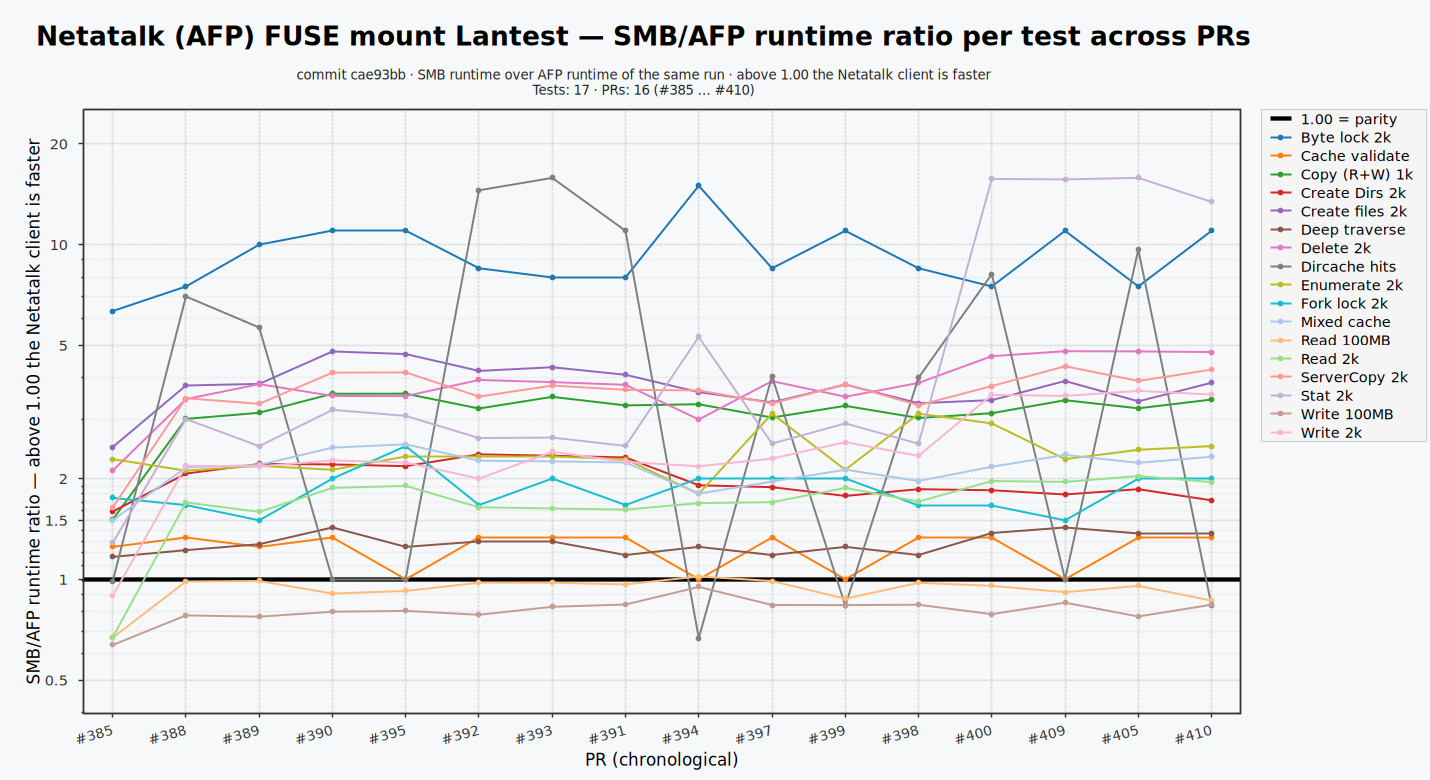 Netatalk (AFP) FUSE mount Lantest — SMB/AFP runtime ratio per test across PRs
commit cae93bb · SMB runtime over AFP runtime of the same run · above 1.00 the Netatalk client is faster
Tests: 17 · PRs: 16 (#385 … #410)
SMB/AFP runtime ratio — above 1.00 the Netatalk client is faster
20
10
5
2
1.5
1
0.5
#385
#388
#389
#390
#395
#392
#393
#391
#394
#397
#399
#398
#400
#409
#405
#410
PR (chronological)
1.00 = parity
Byte lock 2k
Cache validate
Copy (R+W) 1k
Create Dirs 2k
Create files 2k
Deep traverse
Delete 2k
Dircache hits
Enumerate 2k
Fork lock 2k
Mixed cache
Read 100MB
Read 2k
ServerCopy 2k
Stat 2k
Write 100MB
Write 2k